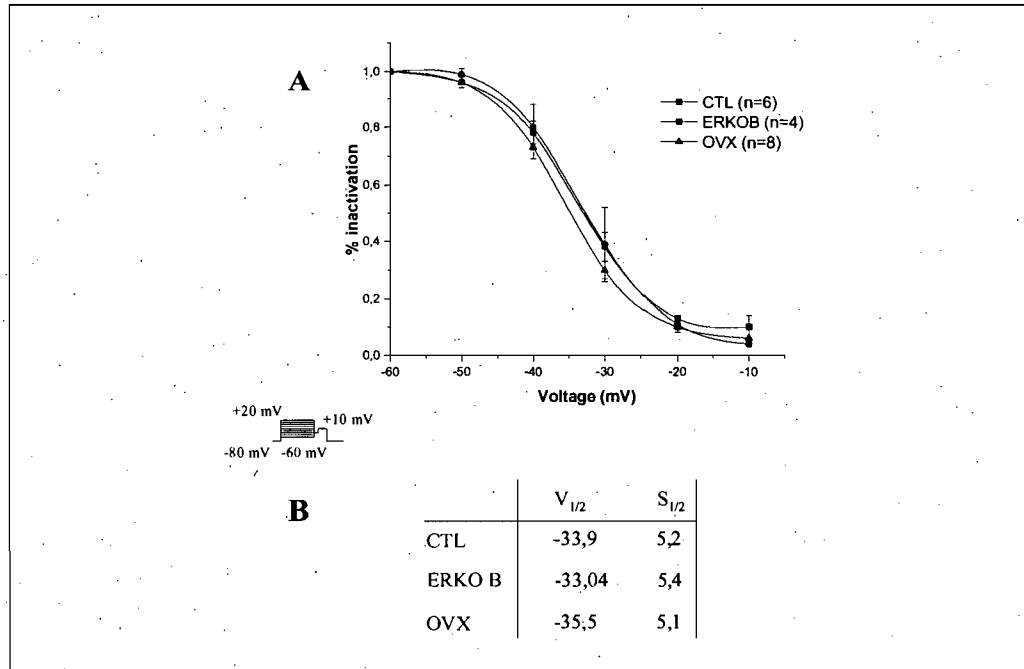 A
% inactivation
1,0
0,8
0,6
0,4
0,2
0,0
-60 -50 -40 -30 -20 -10
Voltage (mV)
CTL (n=6)
ERKOB (n=4)
OVX (n=8)
+20 mV +10 mV
-80 mV -60 mV
B
V1/2 S1/2
CTL -33,9 5,2
ERKO B -33,04 5,4
OVX -35,5 5,1